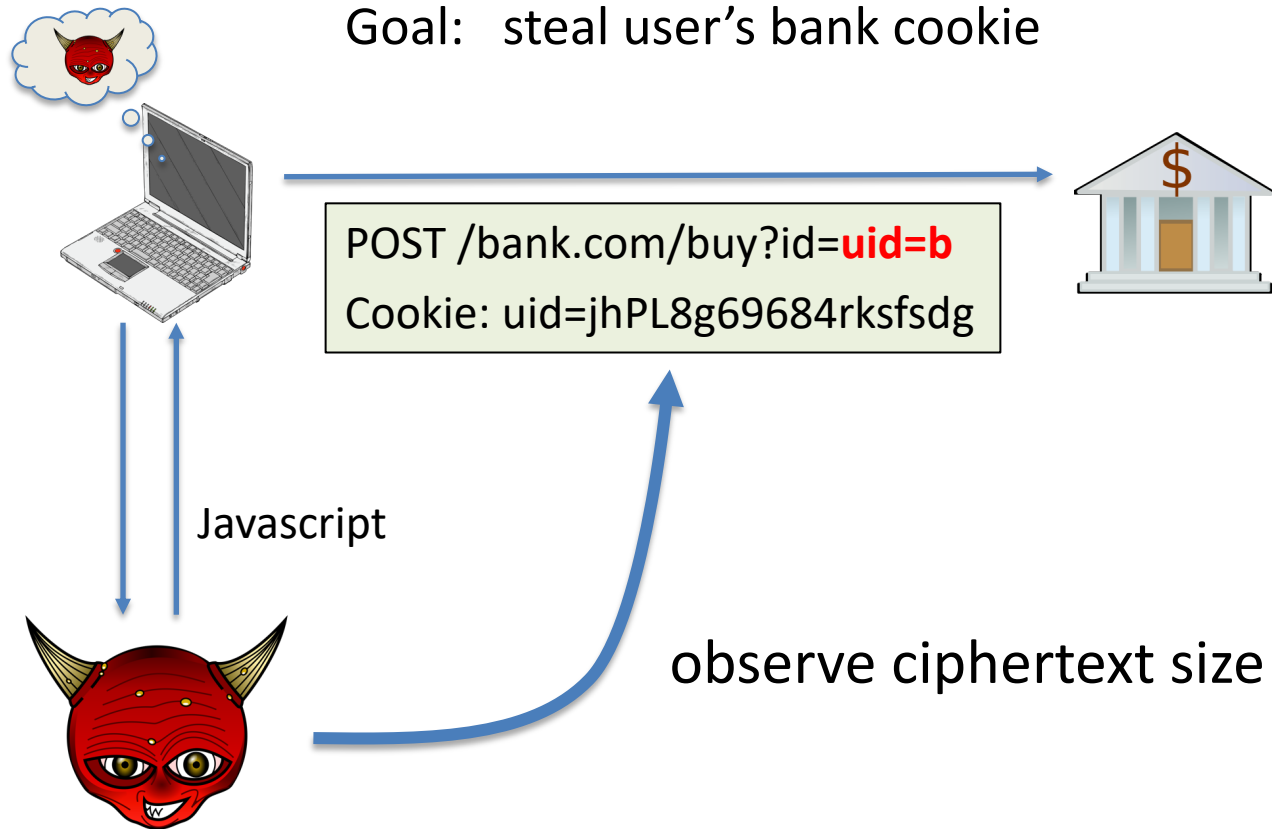 Goal: steal user's bank cookie
$
POST /bank.com/buy?id=uid=b
Cookie: uid=jhPL8g69684rksfsdg
Javascript
observe ciphertext size